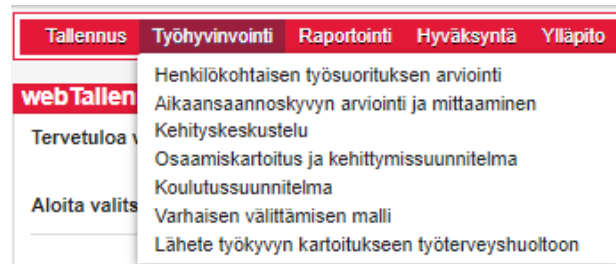 Tallennus Työhyvinvointi Raportointi Hyväksyntä Ylläpito
Henkilökohtaisen työsuorituksen arviointi
webTallen
Aikaansaannoskyvyn arviointi ja mittaaminen
Kehityskeskustelu
Tervetuloa
Osaamiskartoitus ja kehittymissuunnitelma
Koulutussuunnitelma
Aloita valits
Varhaisen välittämisen malli
Lähete työkyvyn kartoitukseen työterveyshuoltoon